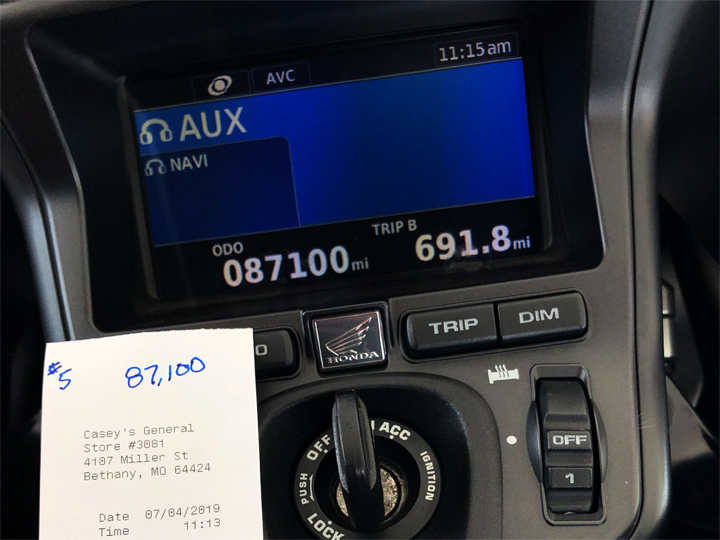 11:15am
AVC
AUX
NAVI
TRIP B
ODO
087100mi
691.8mi
TRIP
DIM
O
HONDA
#5 87,100
Casey's General
Store #3081
4107 Miller St
Bethany, MO 64424
Date 07/04/2019
Time 11:13
OFF
ACC
IGNITION
PUSH
LOCK
OFF
1